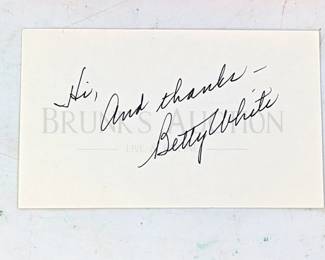 Hi,
And thanks –
BRUNK'S AUCTION
Betty White